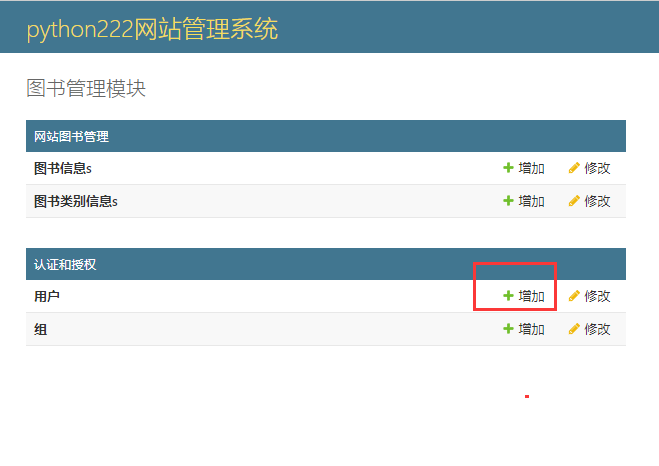 python222网站管理系统
图书管理模块
网站图书管理
图书信息s 增加 修改
图书类别信息s 增加 修改
认证和授权
用户 增加 修改
组 增加 修改